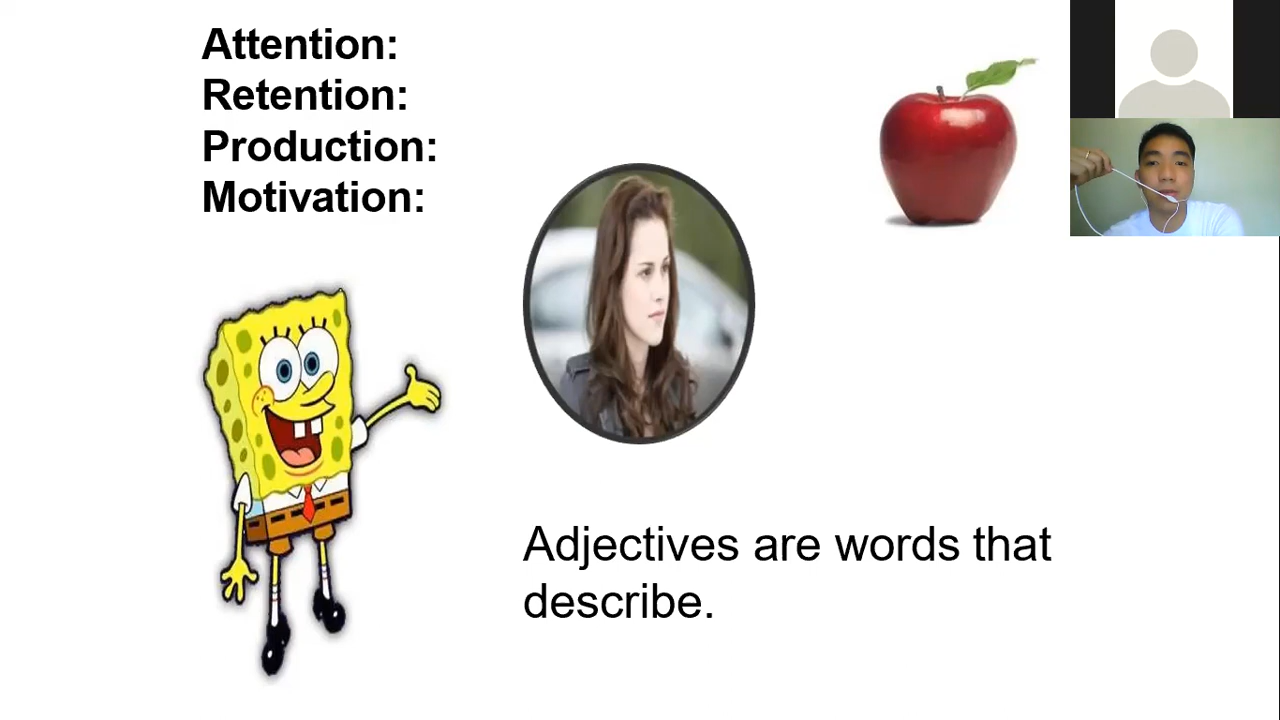 Attention:
Retention:
Production:
Motivation:
Adjectives are words that
describe.